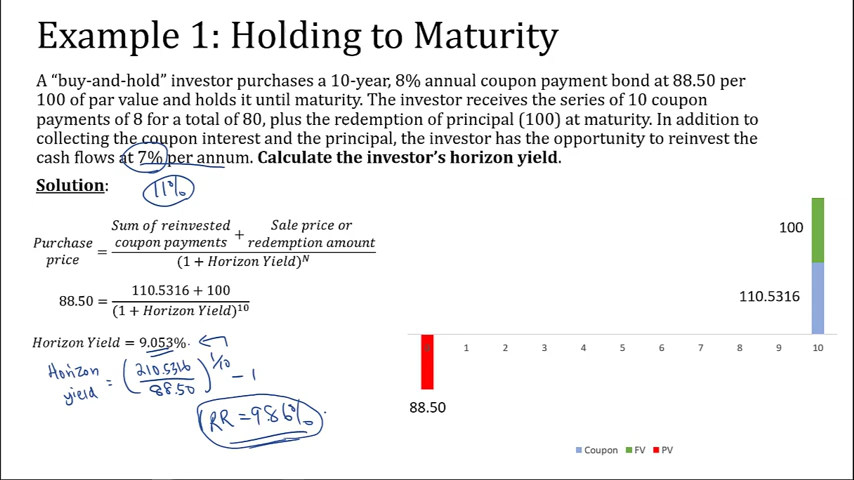 Example 1: Holding to Maturity
A “buy-and-hold” investor purchases a 10-year, 8% annual coupon payment bond at 88.50 per
100 of par value and holds it until maturity. The investor receives the series of 10 coupon
payments of 8 for a total of 80, plus the redemption of principal (100) at maturity. In addition to
collecting the coupon interest and the principal, the investor has the opportunity to reinvest the
cash flows at 7% per annum. Calculate the investor’s horizon yield.
Solution:
11%
Purchase price = (Sum of reinvested coupon payments + Sale price or redemption amount) / (1 + Horizon Yield)^N
88.50 = (110.5316 + 100) / (1 + Horizon Yield)^10
Horizon Yield = 9.053%.
Horizon yield = (210.5316 / 88.50)^1/10 - 1
RR = 9.86%
100
110.5316
1 2 3 4 5 6 7 8 9 10
88.50
Coupon FV PV